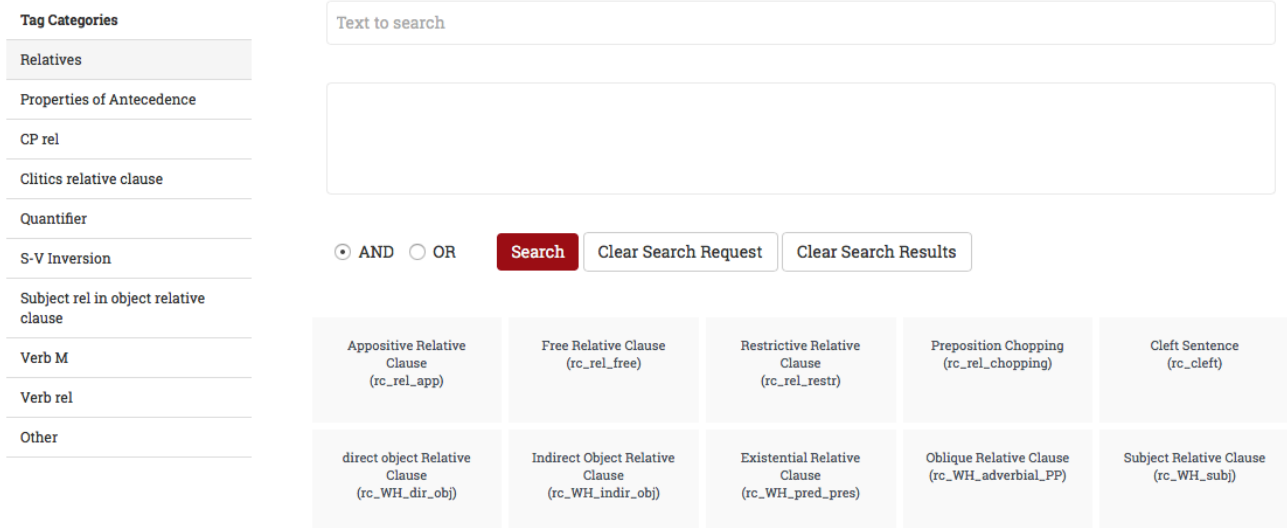 Tag Categories
Relatives
Properties of Antecedence
CP rel
Clitics relative clause
Quantifier
S-V Inversion
Subject rel in object relative
clause
Verb M
Verb rel
Other
Text to search
AND OR Search Clear Search Request Clear Search Results
Appositive Relative
Clause
(rc_rel_app)
Free Relative Clause
(rc_rel_free)
Restrictive Relative
Clause
(rc_rel_restr)
Preposition Chopping
(rc_rel_chopping)
Cleft Sentence
(rc_cleft)
direct object Relative
Clause
(rc_WH_dir_obj)
Indirect Object Relative
Clause
(rc_WH_indir_obj)
Existential Relative
Clause
(rc_WH_pred_pres)
Oblique Relative Clause
(rc_WH_adverbial_PP)
Subject Relative Clause
(rc_WH_subj)